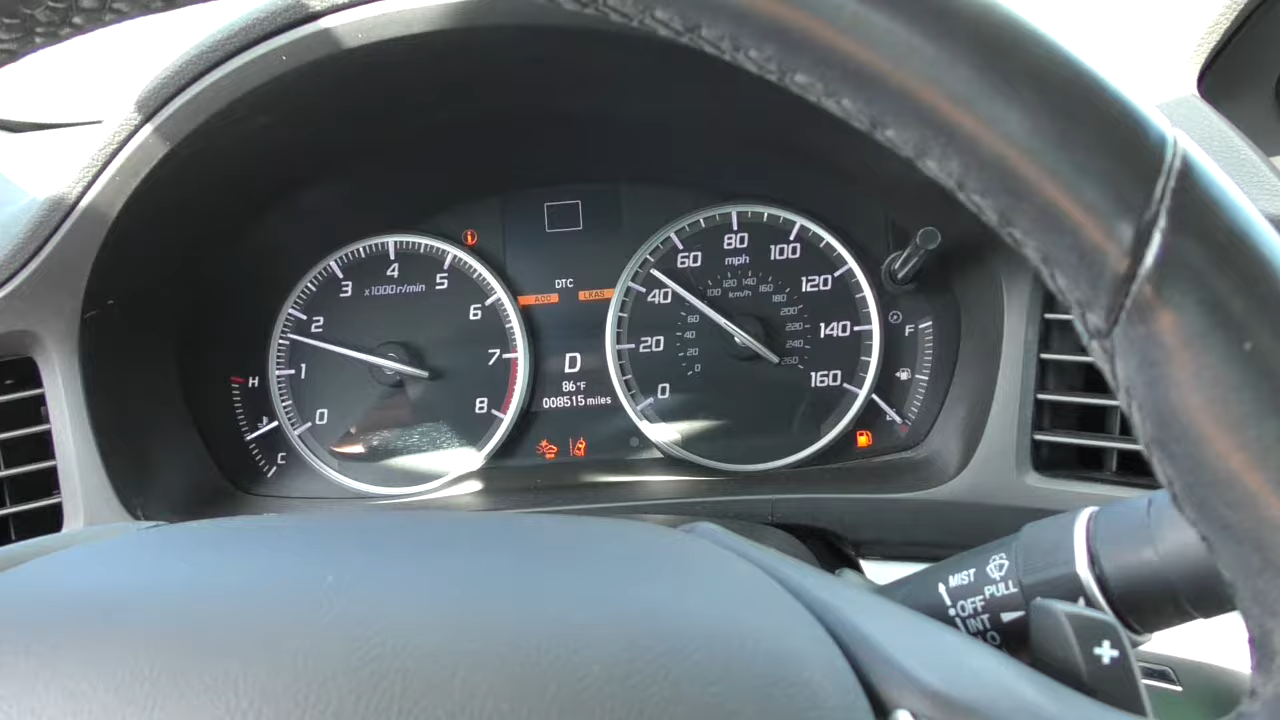 0
1
2
3
4
5
6
7
8
x1000r/min
H
C
DTC
ACC
LKAS
D
86°F
008515 miles
0
20
40
60
80
100
120
140
160
mph
0
20
40
60
100
120
140
160
180
200
220
240
260
km/h
F
MIST
PULL
OFF
INT
+